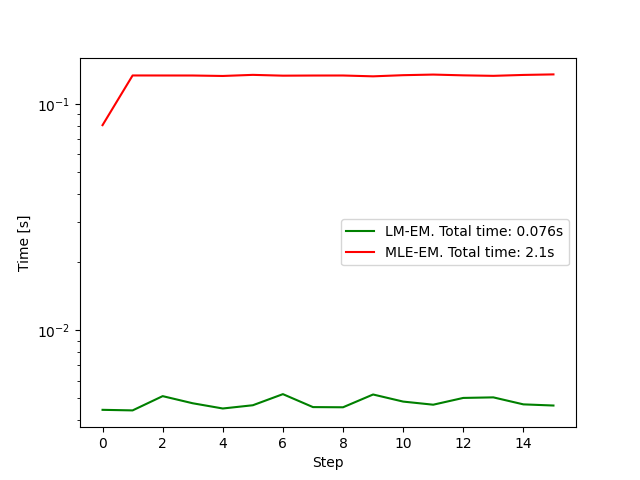 10⁻¹
10⁻²
Time [s]
LM-EM. Total time: 0.076s
MLE-EM. Total time: 2.1s
0 2 4 6 8 10 12 14
Step